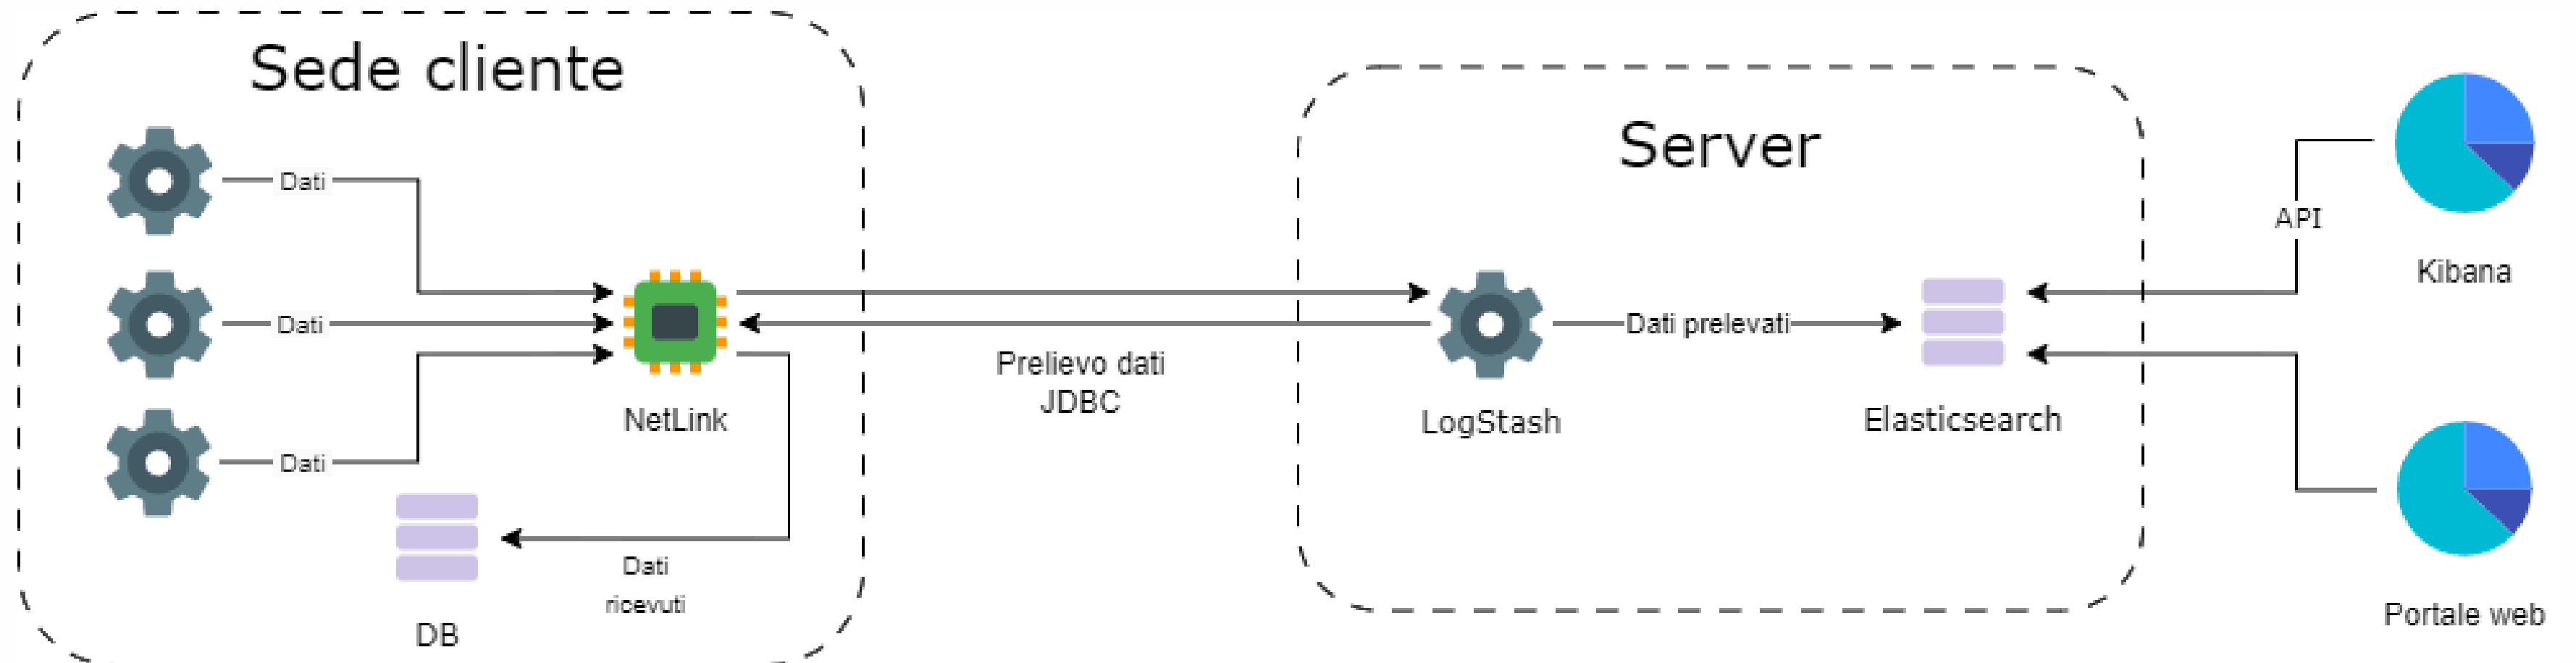 Sede cliente
Dati
Dati
Dati
NetLink
Dati
ricevuti
DB
Prelievo dati
JDBC
Server
LogStash
Dati prelevati
Elasticsearch
API
Kibana
Portale web